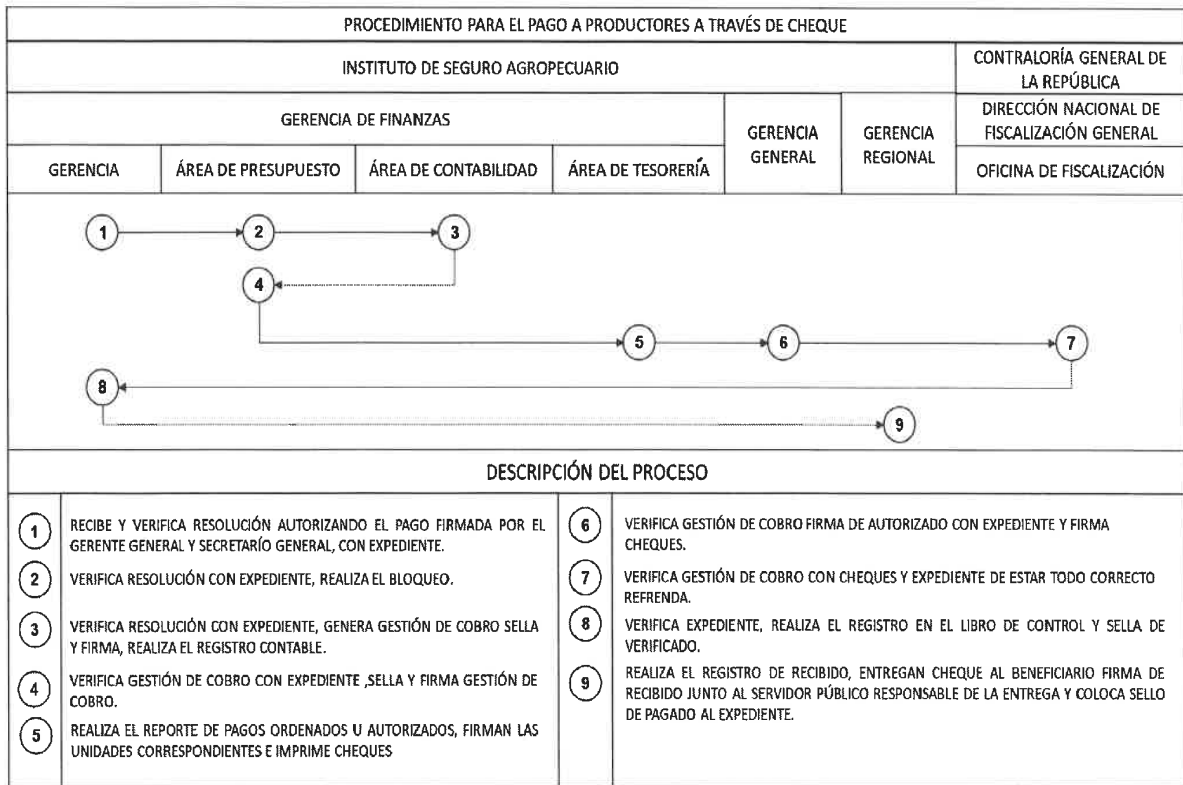 PROCEDIMIENTO PARA EL PAGO A PRODUCTORES A TRAVÉS DE CHEQUE
INSTITUTO DE SEGURO AGROPECUARIO
CONTRALORÍA GENERAL DE
LA REPÚBLICA
GERENCIA DE FINANZAS
GERENCIA
GENERAL
GERENCIA
REGIONAL
DIRECCIÓN NACIONAL DE
FISCALIZACIÓN GENERAL
GERENCIA
ÁREA DE PRESUPUESTO
ÁREA DE CONTABILIDAD
ÁREA DE TESORERÍA
OFICINA DE FISCALIZACIÓN
1
2
3
4
5
6
7
8
9
DESCRIPCIÓN DEL PROCESO
1
RECIBE Y VERIFICA RESOLUCIÓN AUTORIZANDO EL PAGO FIRMADA POR EL
GERENTE GENERAL Y SECRETARÍO GENERAL, CON EXPEDIENTE.
2
VERIFICA RESOLUCIÓN CON EXPEDIENTE, REALIZA EL BLOQUEO.
3
VERIFICA RESOLUCIÓN CON EXPEDIENTE, GENERA GESTIÓN DE COBRO SELLA
Y FIRMA, REALIZA EL REGISTRO CONTABLE.
4
VERIFICA GESTIÓN DE COBRO CON EXPEDIENTE ,SELLA Y FIRMA GESTIÓN DE
COBRO.
5
REALIZA EL REPORTE DE PAGOS ORDENADOS U AUTORIZADOS, FIRMAN LAS
UNIDADES CORRESPONDIENTES E IMPRIME CHEQUES
6
VERIFICA GESTIÓN DE COBRO FIRMA DE AUTORIZADO CON EXPEDIENTE Y FIRMA
CHEQUES.
7
VERIFICA GESTIÓN DE COBRO CON CHEQUES Y EXPEDIENTE DE ESTAR TODO CORRECTO
REFRENDA.
8
VERIFICA EXPEDIENTE, REALIZA EL REGISTRO EN EL LIBRO DE CONTROL Y SELLA DE
VERIFICADO.
9
REALIZA EL REGISTRO DE RECIBIDO, ENTREGAN CHEQUE AL BENEFICIARIO FIRMA DE
RECIBIDO JUNTO AL SERVIDOR PÚBLICO RESPONSABLE DE LA ENTREGA Y COLOCA SELLO
DE PAGADO AL EXPEDIENTE.